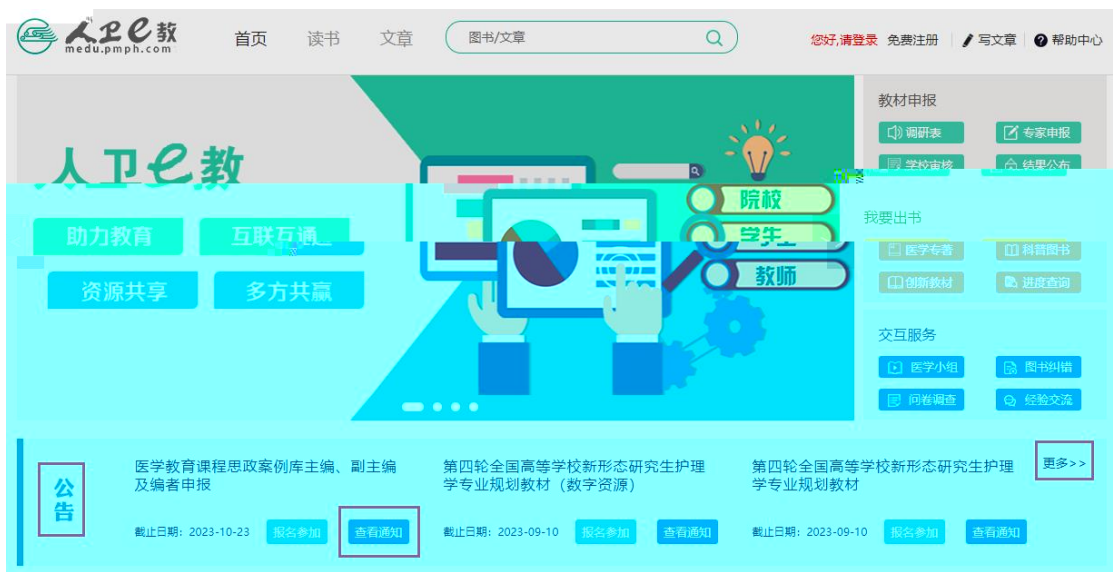 人卫e教
medu.pmph.com
首页 读书 文章 图书/文章 您好,请登录 免费注册 写文章 帮助中心
人卫e教
助力教育 互联互通
资源共享 多方共赢
院校
学生
教师
教材申报
调研表 专家申报
学校审核 结果公布
我要出书
医学专著 科普图书
创新教材 进度查询
交互服务
医学小组 图书纠错
问卷调查 经验交流
公告
医学教育课程思政案例库主编、副主编
及编者申报
截止日期: 2023-10-23 报名参加 查看通知
第四轮全国高等学校新形态研究生护理
学专业规划教材（数字资源）
截止日期: 2023-09-10 报名参加 查看通知
第四轮全国高等学校新形态研究生护理
学专业规划教材
截止日期: 2023-09-10 报名参加 查看通知
更多>>